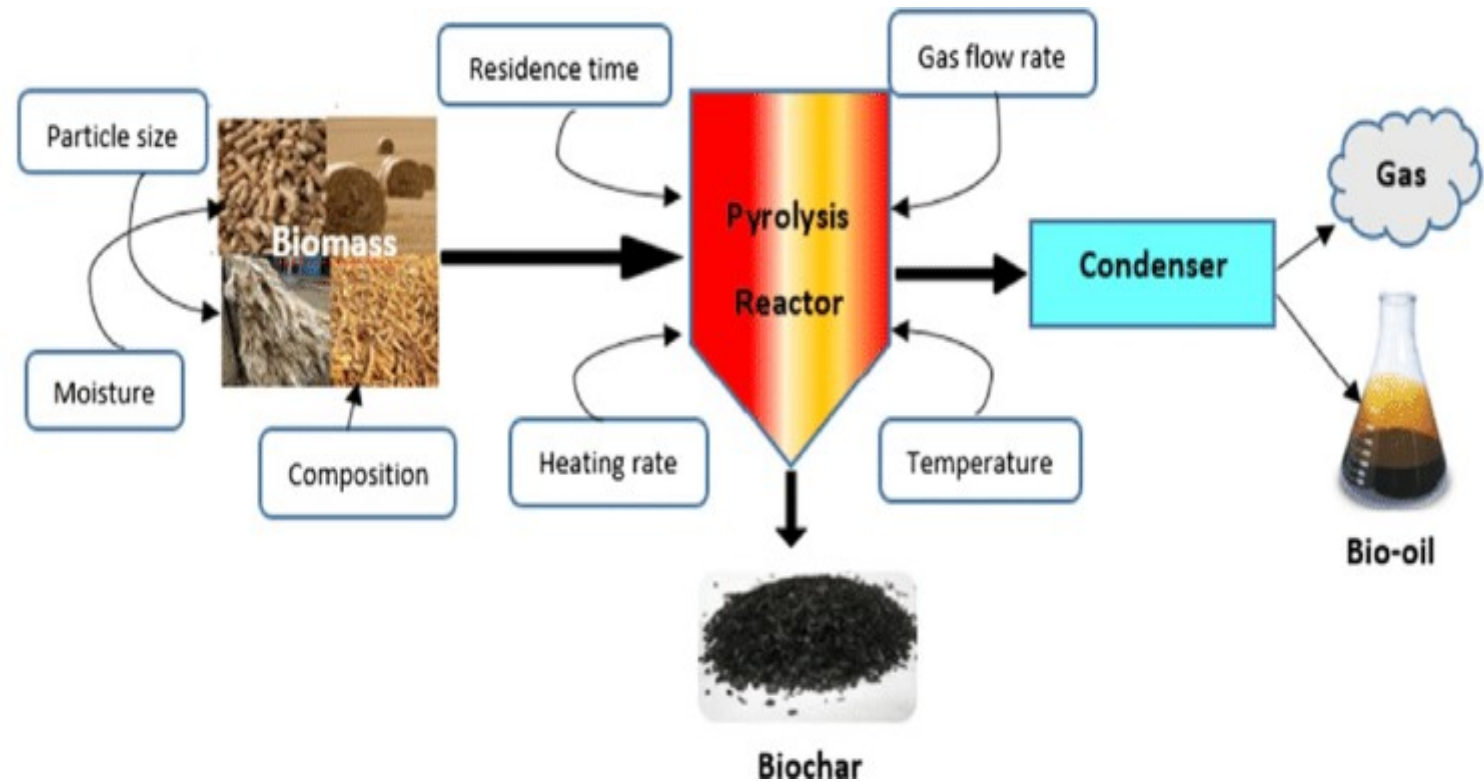 Residence time
Gas flow rate
Particle size
Biomass
Moisture
Composition
Pyrolysis
Reactor
Heating rate
Temperature
Condenser
Gas
Bio-oil
Biochar